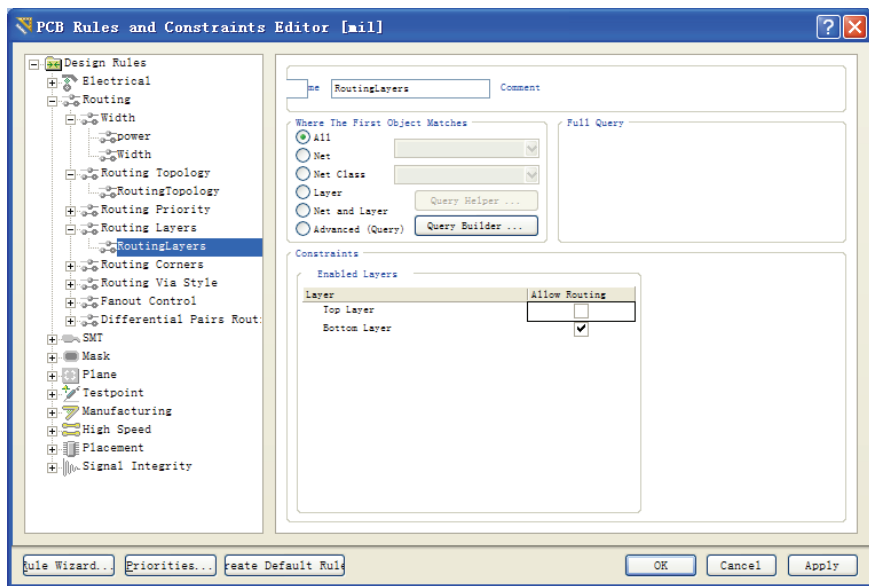 PCB Rules and Constraints Editor [mil]
Design Rules
Electrical
Routing
Width
power
Width
Routing Topology
RoutingTopology
Routing Priority
Routing Layers
RoutingLayers
Routing Corners
Routing Via Style
Fanout Control
Differential Pairs Rout:
SMT
Mask
Plane
Testpoint
Manufacturing
High Speed
Placement
Signal Integrity
me RoutingLayers Comment
Where The First Object Matches
All
Net
Net Class
Layer
Net and Layer
Advanced (Query)
Query Helper ...
Query Builder ...
Full Query
Constraints
Enabled Layers
Layer Allow Routing
Top Layer
Bottom Layer
Rule Wizard... Priorities... reate Default Rule OK Cancel Apply